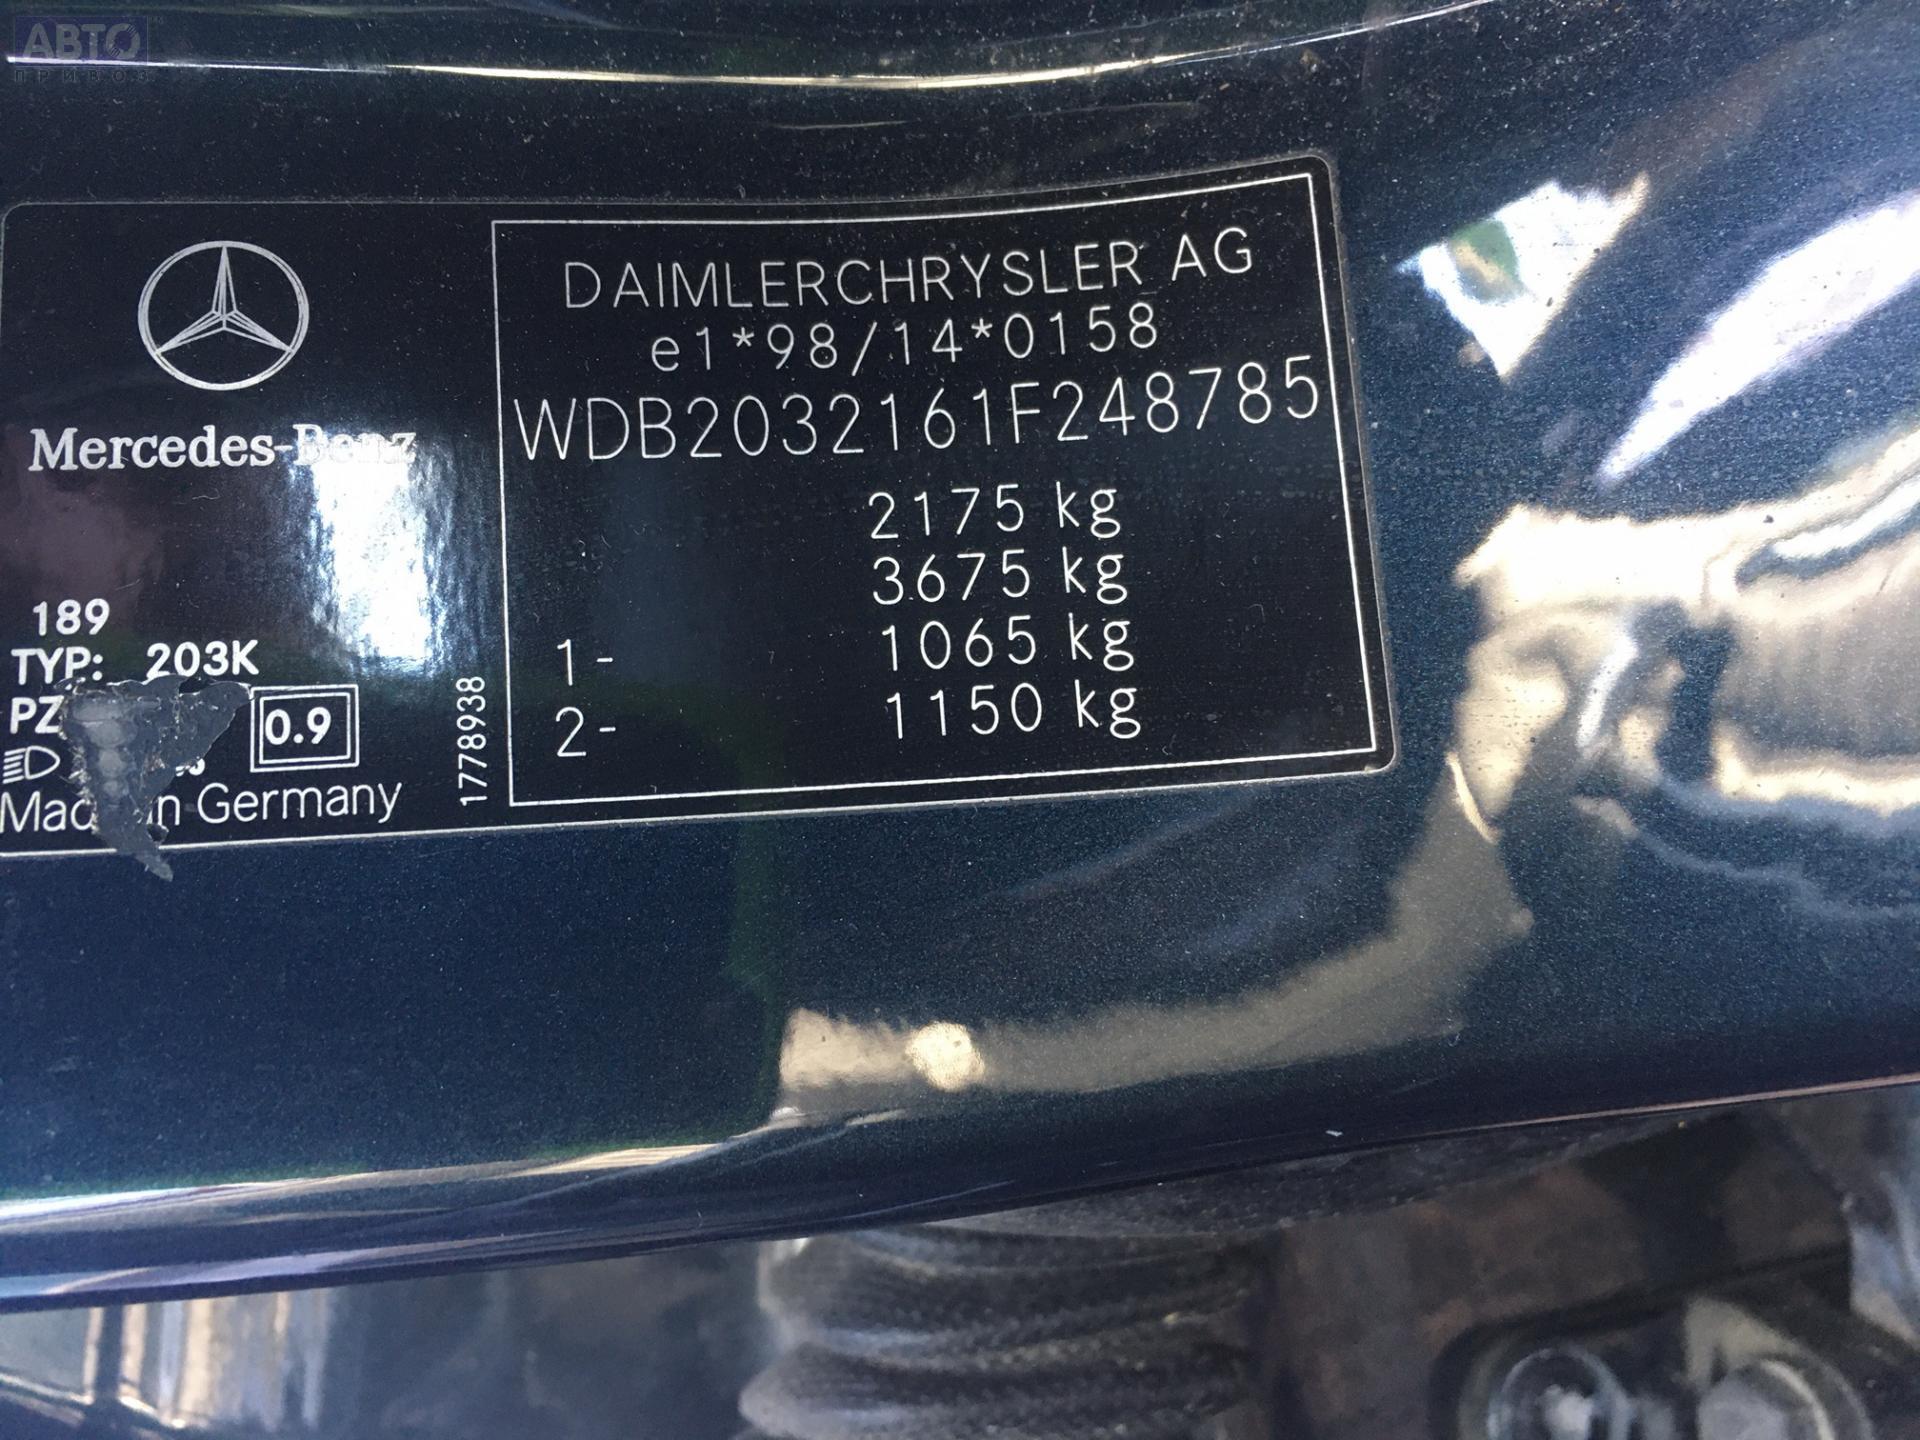 АВТО
ПРИВОЗ
Mercedes-Benz
189
TYP: 203K
PZ
0.9
Made in Germany
1778938
DAIMLERCHRYSLER AG
e1*98/14*0158
WDB2032161F248785
2175 kg
3675 kg
1- 1065 kg
2- 1150 kg